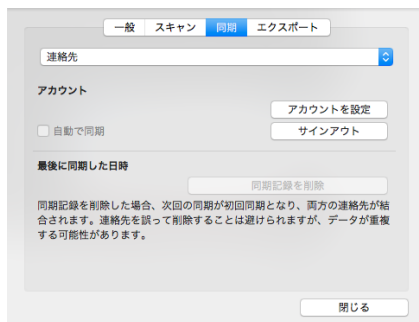 一般 スキャン 同期 エクスポート
連絡先
アカウント
アカウントを設定
自動で同期 サインアウト
最後に同期した日時
同期記録を削除
同期記録を削除した場合、次回の同期が初回同期となり、両方の連絡先が結
合されます。連絡先を誤って削除することは避けられますが、データが重複
する可能性があります。
閉じる